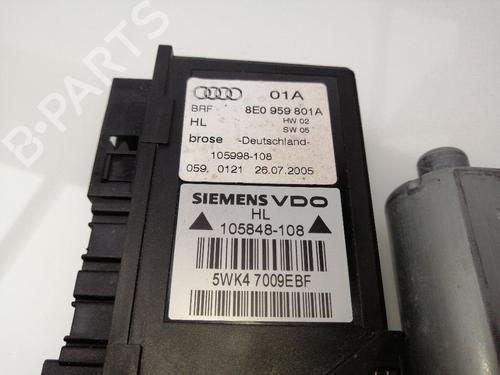 01A
BRF 8E0 959 801A
HL HW 02
SW 05
brose -Deutschland-
105998-108
059. 0121 26.07.2005
SIEMENS VDO
HL
105848-108
5WK4 7009EBF